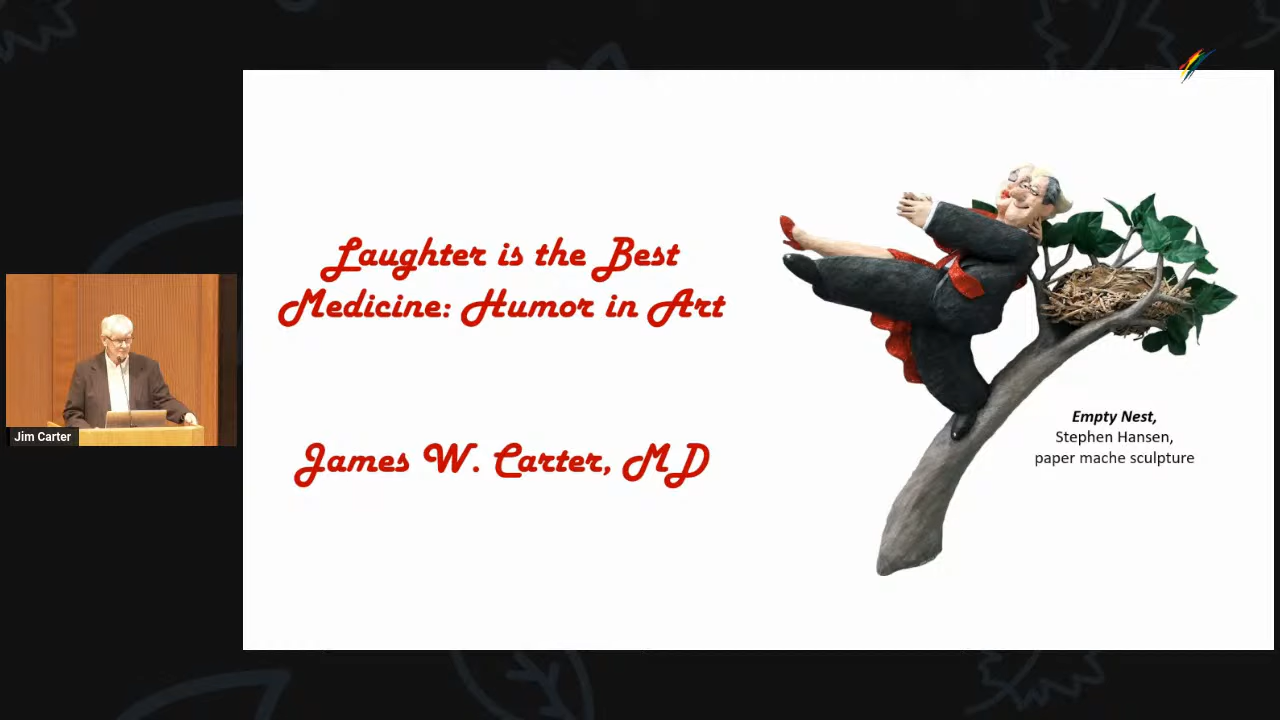 Laughter is the Best
Medicine: Humor in Art
James W. Carter, MD
Empty Nest,
Stephen Hansen,
paper mache sculpture
Jim Carter